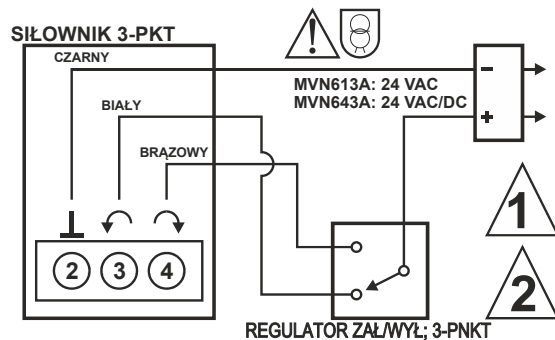 SIŁOWNIK 3-PKT
CZARNY
MVN613A: 24 VAC
MVN643A: 24 VAC/DC
−
+
BIAŁY
BRĄZOWY
1
2 3 4
2
REGULATOR ZAŁ/WYŁ; 3-PNKT